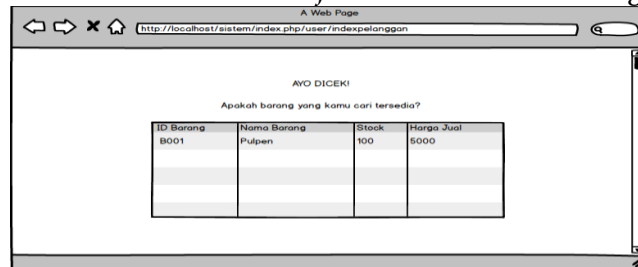 A Web Page
http://localhost/sistem/index.php/user/indexpelanggan
AYO DICEK!
Apakah barang yang kamu cari tersedia?
ID Barang Nama Barang Stock Harga Jual
B001 Pulpen 100 5000